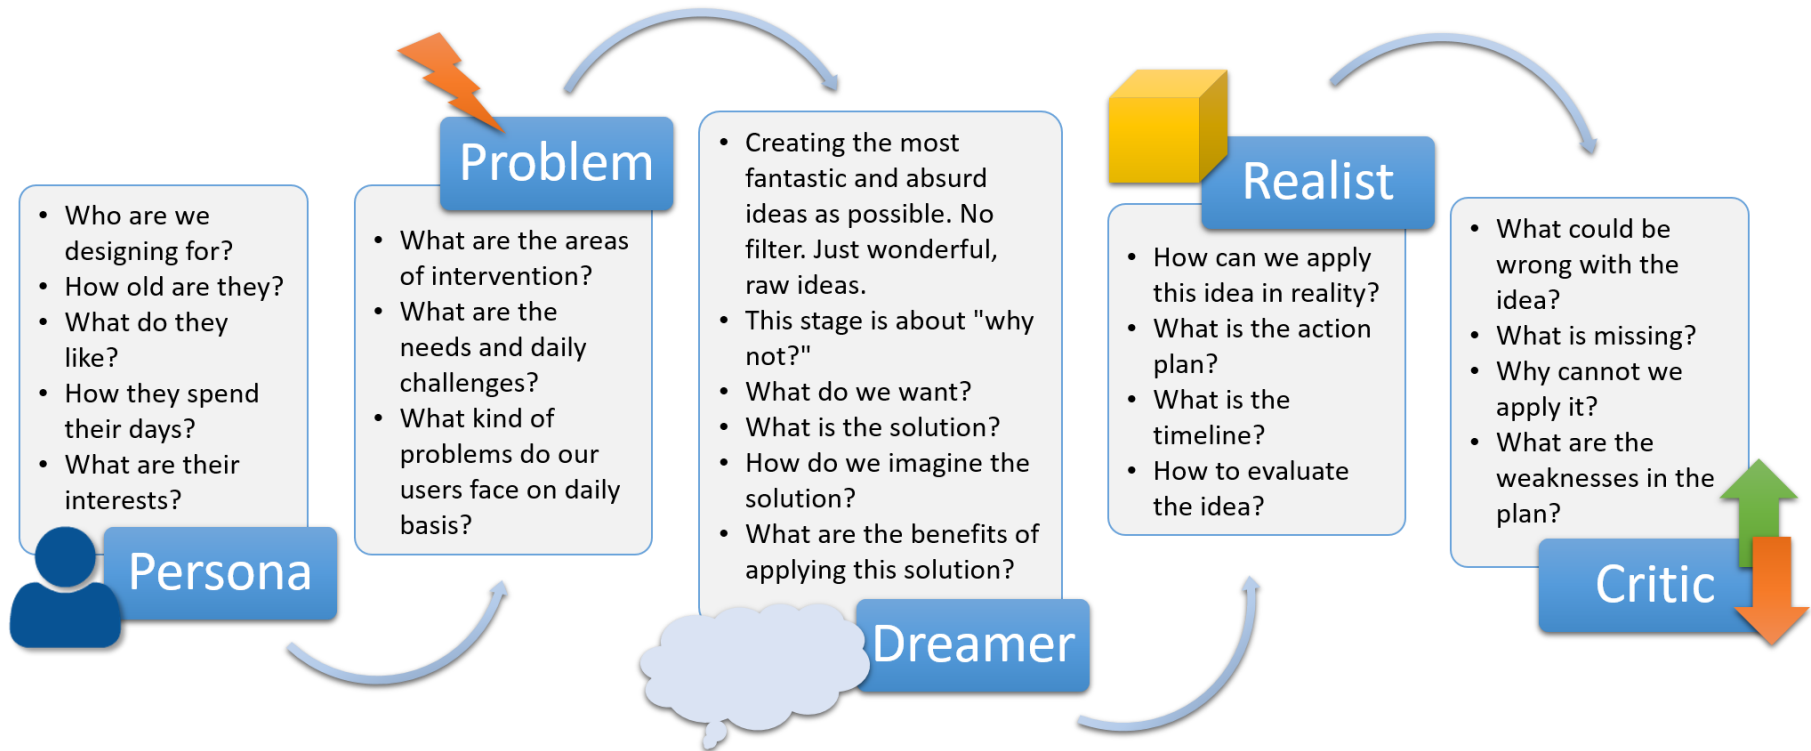 • Who are we
designing for?
• How old are they?
• What do they
like?
• How they spend
their days?
• What are their
interests?
Persona
Problem
• What are the areas
of intervention?
• What are the
needs and daily
challenges?
• What kind of
problems do our
users face on daily
basis?
• Creating the most
fantastic and absurd
ideas as possible. No
filter. Just wonderful,
raw ideas.
• This stage is about "why
not?"
• What do we want?
• What is the solution?
• How do we imagine the
solution?
• What are the benefits of
applying this solution?
Dreamer
Realist
• How can we apply
this idea in reality?
• What is the action
plan?
• What is the
timeline?
• How to evaluate
the idea?
• What could be
wrong with the
idea?
• What is missing?
• Why cannot we
apply it?
• What are the
weaknesses in the
plan?
Critic